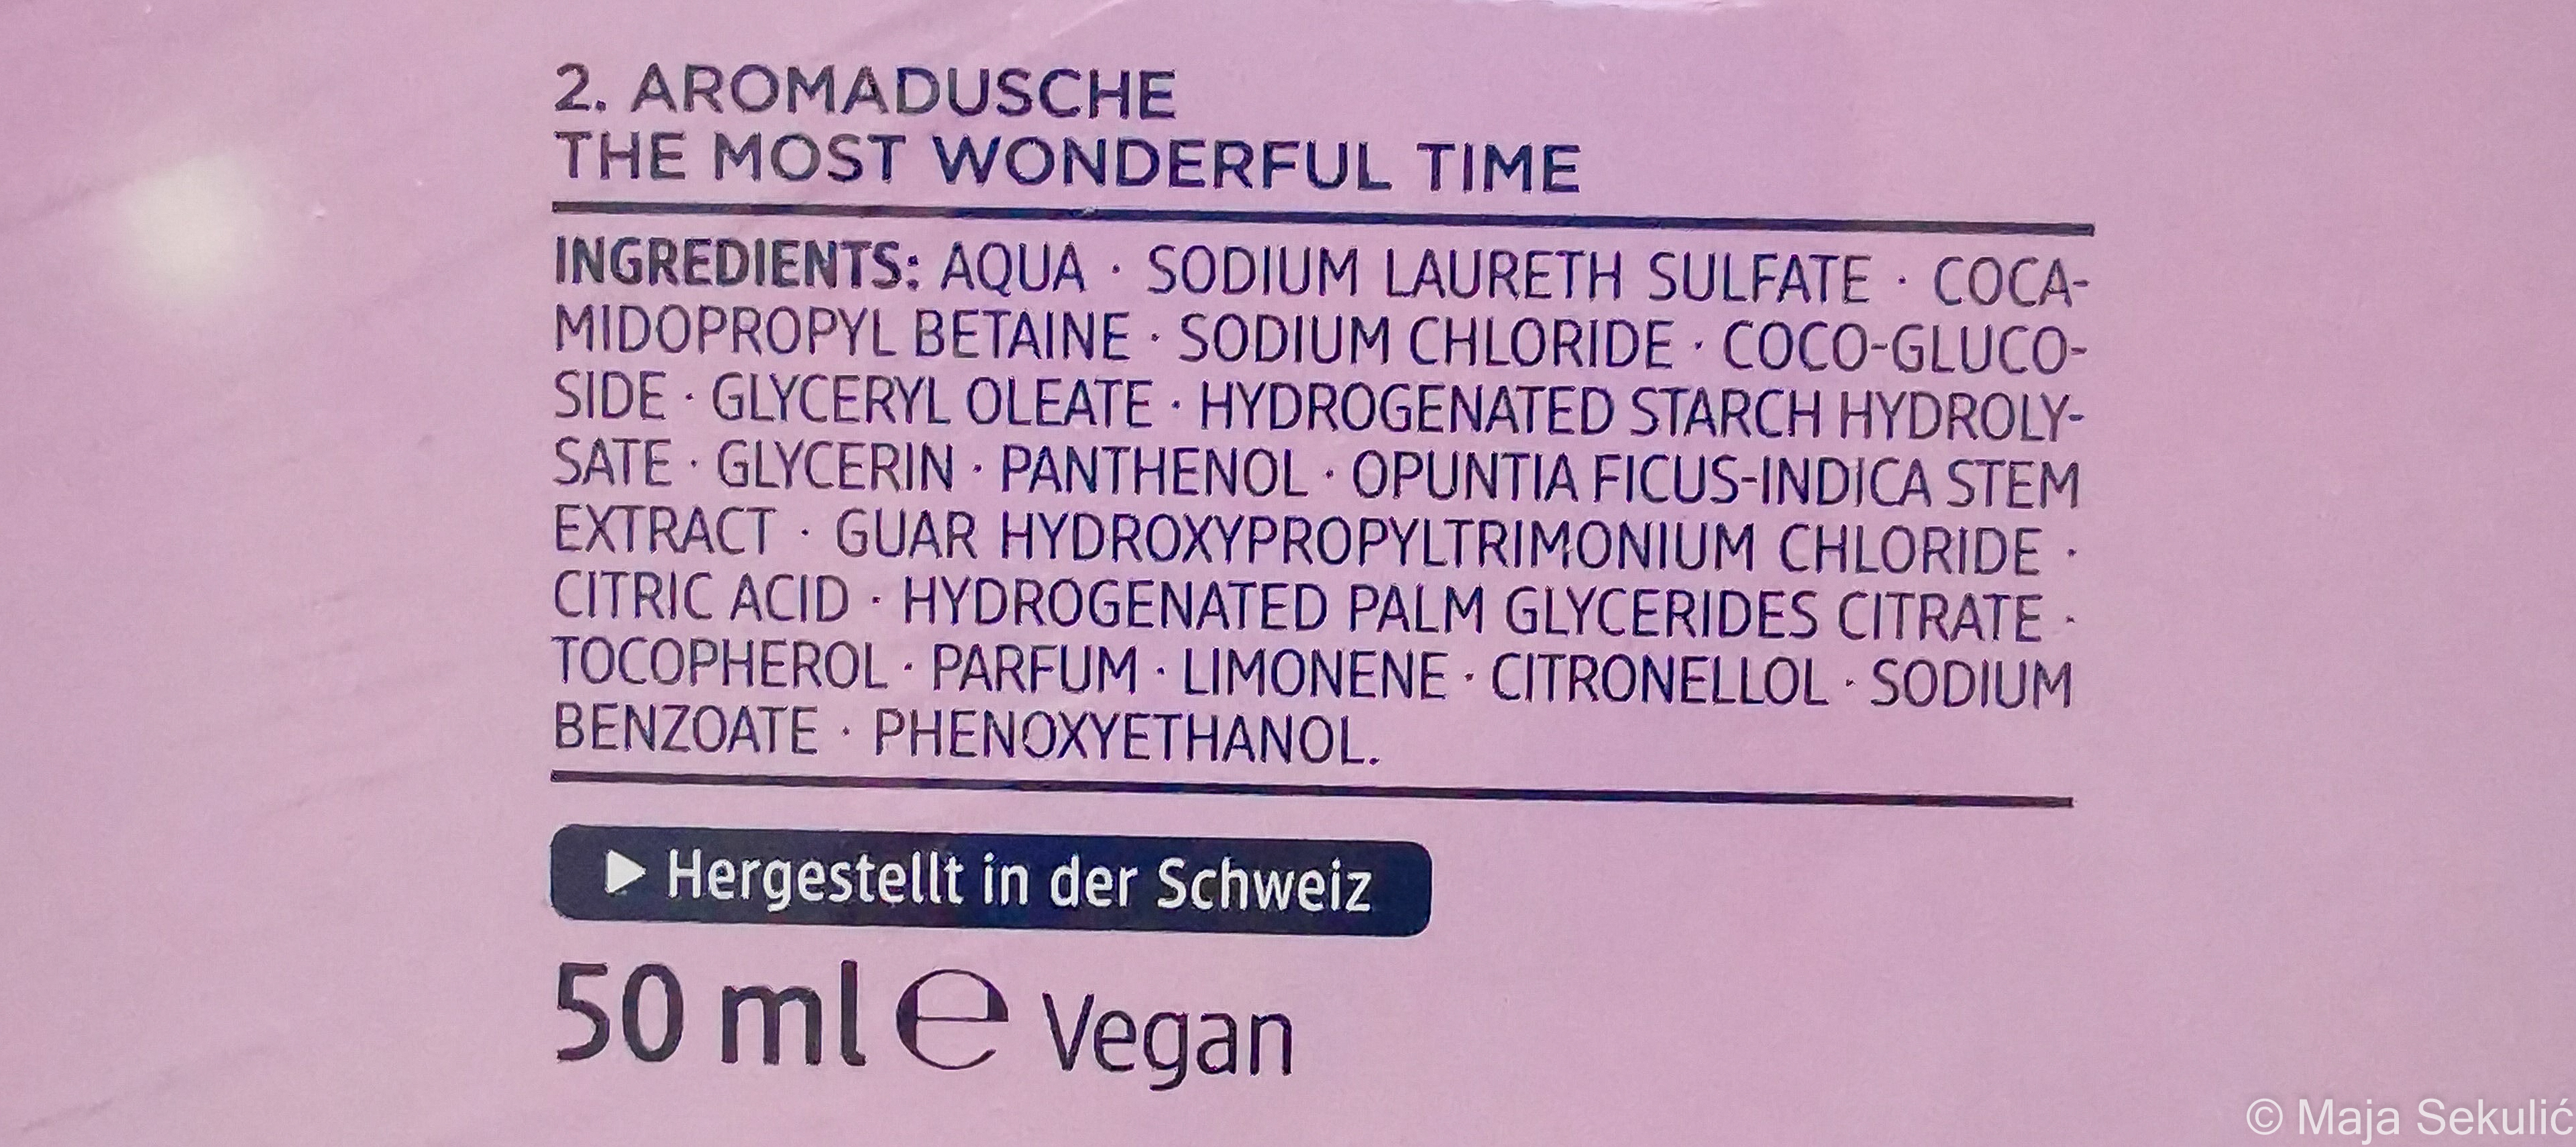 2. AROMADUSCHE
THE MOST WONDERFUL TIME
INGREDIENTS: AQUA · SODIUM LAURETH SULFATE · COCA-
MIDOPROPYL BETAINE · SODIUM CHLORIDE · COCO-GLUCO-
SIDE · GLYCERYL OLEATE · HYDROGENATED STARCH HYDROLY-
SATE · GLYCERIN · PANTHENOL · OPUNTIA FICUS-INDICA STEM
EXTRACT · GUAR HYDROXYPROPYLTRIMONIUM CHLORIDE ·
CITRIC ACID · HYDROGENATED PALM GLYCERIDES CITRATE ·
TOCOPHEROL · PARFUM · LIMONENE · CITRONELLOL · SODIUM
BENZOATE · PHENOXYETHANOL.
▶ Hergestellt in der Schweiz
50 ml ℮ Vegan
© Maja Sekulić